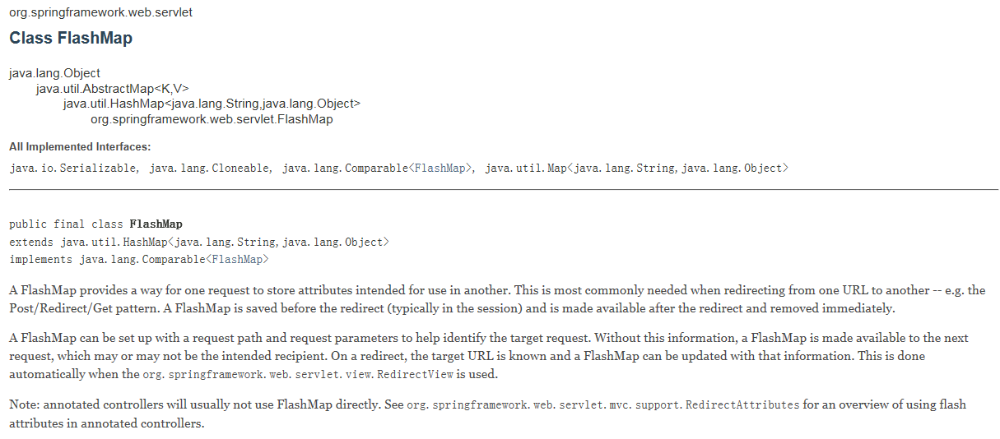 org.springframework.web.servlet
Class FlashMap
java.lang.Object
java.util.AbstractMap<K,V>
java.util.HashMap<java.lang.String,java.lang.Object>
org.springframework.web.servlet.FlashMap
All Implemented Interfaces:
java.io.Serializable, java.lang.Cloneable, java.lang.Comparable<FlashMap>, java.util.Map<java.lang.String,java.lang.Object>
public final class FlashMap
extends java.util.HashMap<java.lang.String,java.lang.Object>
implements java.lang.Comparable<FlashMap>
A FlashMap provides a way for one request to store attributes intended for use in another. This is most commonly needed when redirecting from one URL to another -- e.g. the
Post/Redirect/Get pattern. A FlashMap is saved before the redirect (typically in the session) and is made available after the redirect and removed immediately.
A FlashMap can be set up with a request path and request parameters to help identify the target request. Without this information, a FlashMap is made available to the next
request, which may or may not be the intended recipient. On a redirect, the target URL is known and a FlashMap can be updated with that information. This is done
automatically when the org.springframework.web.servlet.view.RedirectView is used.
Note: annotated controllers will usually not use FlashMap directly. See org.springframework.web.servlet.mvc.support.RedirectAttributes for an overview of using flash
attributes in annotated controllers.